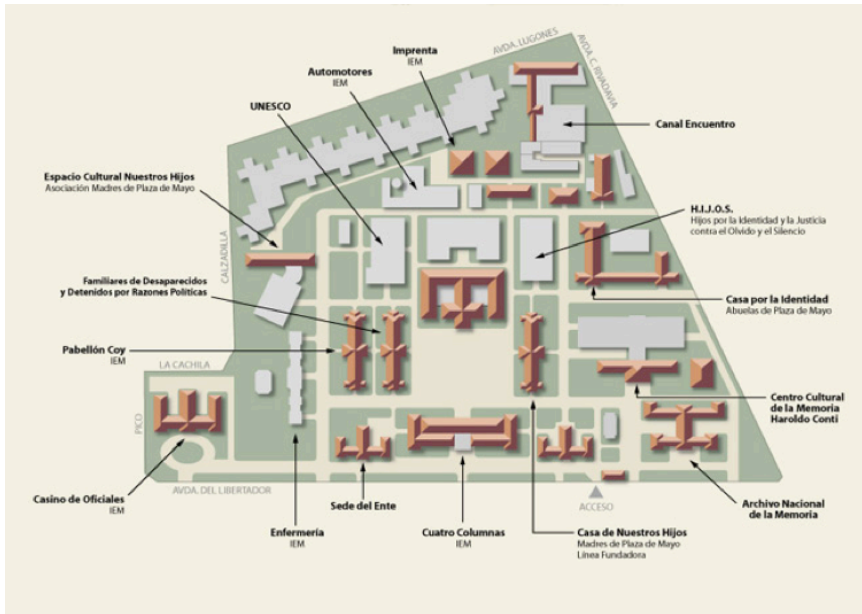 AVDA. LUGONES
AVDA. C. RIVADAVIA
Imprenta
IEM
Automotores
IEM
UNESCO
Canal Encuentro
Espacio Cultural Nuestros Hijos
Asociación Madres de Plaza de Mayo
H.I.J.O.S.
Hijos por la Identidad y la Justicia
contra el Olvido y el Silencio
CALZADILLA
Familiares de Desaparecidos
y Detenidos por Razones Políticas
Casa por la Identidad
Abuelas de Plaza de Mayo
Pabellón Coy
IEM
LA CACHILA
Centro Cultural
de la Memoria
Haroldo Conti
PICO
Casino de Oficiales
IEM
AVDA. DEL LIBERTADOR
Sede del Ente
ACCESO
Archivo Nacional
de la Memoria
Enfermería
IEM
Cuatro Columnas
IEM
Casa de Nuestros Hijos
Madres de Plaza de Mayo
Línea Fundadora